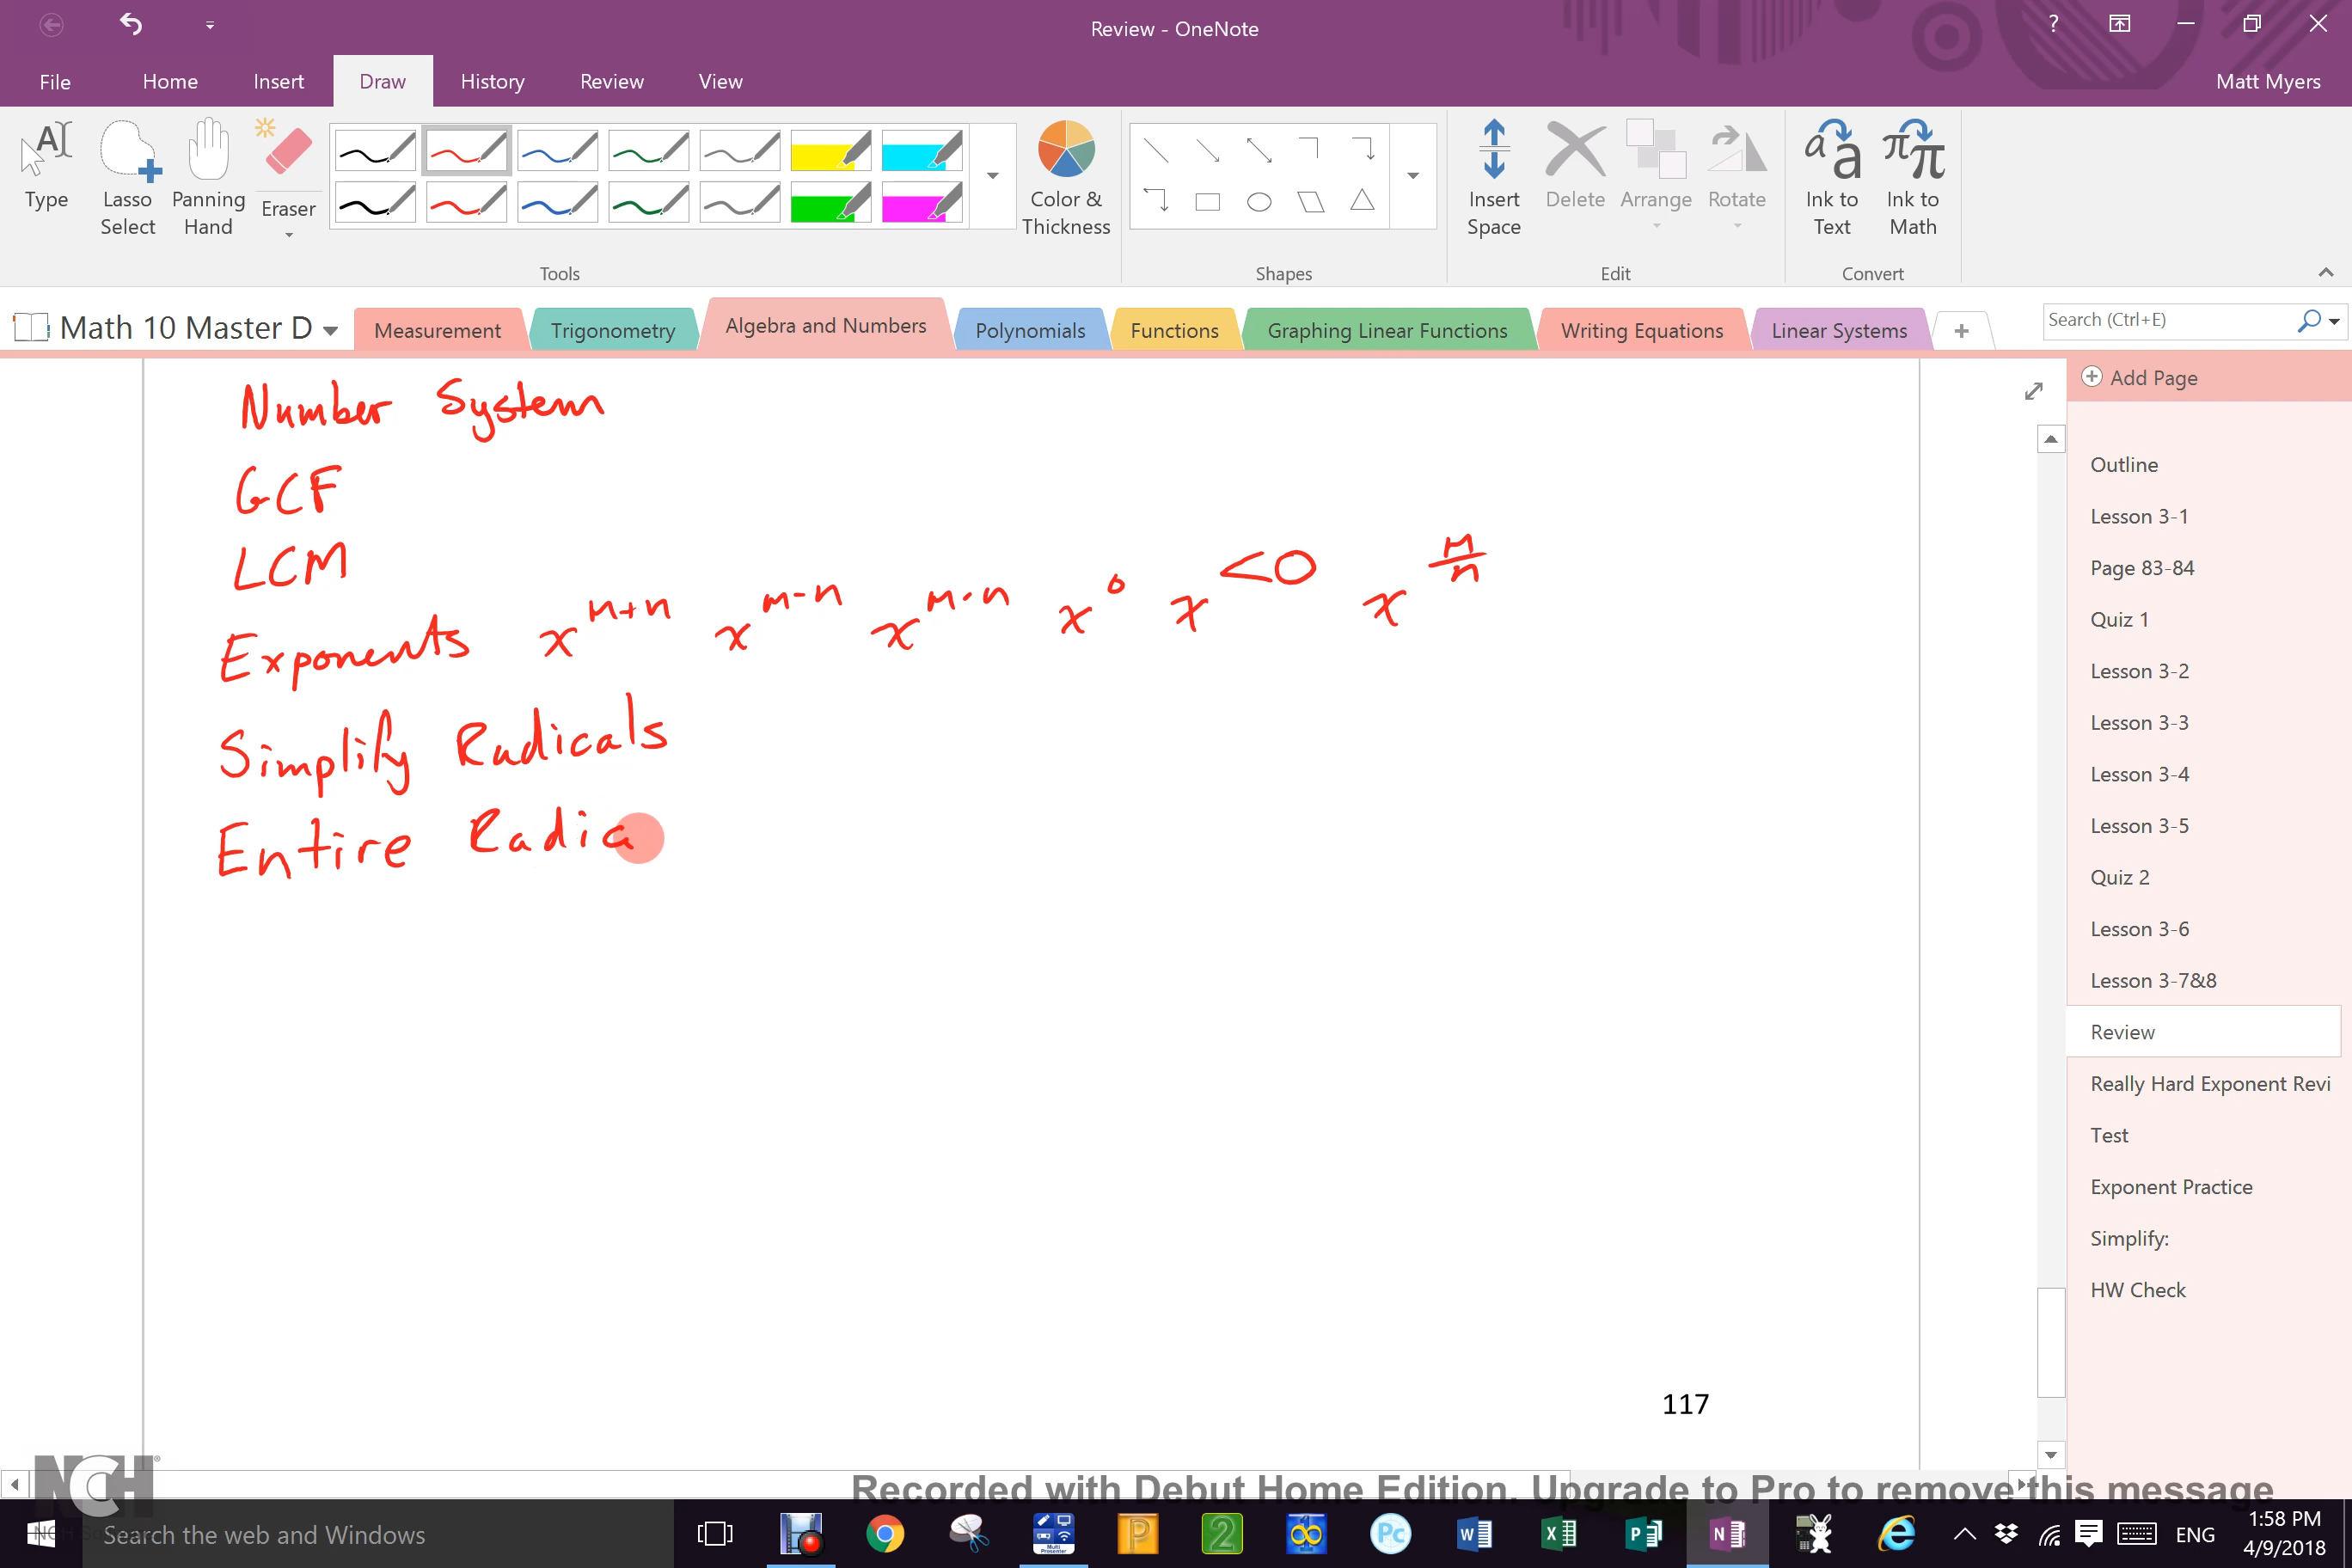 Review - OneNote
?
File Home Insert Draw History Review View Matt Myers
Type
Lasso Select
Panning Hand
Eraser
Color & Thickness
Insert Space
Delete
Arrange
Rotate
Ink to Text
Ink to Math
Tools Shapes Edit Convert
Math 10 Master D Measurement Trigonometry Algebra and Numbers Polynomials Functions Graphing Linear Functions Writing Equations Linear Systems Search (Ctrl+E)
Number System
GCF
LCM
Exponents x^{m+n} x^{m-n} x^{m·n} x^0 x^{<0} x^{m/n}
Simplify Radicals
Entire Radica
117
Add Page
Outline
Lesson 3-1
Page 83-84
Quiz 1
Lesson 3-2
Lesson 3-3
Lesson 3-4
Lesson 3-5
Quiz 2
Lesson 3-6
Lesson 3-7&8
Review
Really Hard Exponent Revi
Test
Exponent Practice
Simplify:
HW Check
NCH
Recorded with Debut Home Edition. Upgrade to Pro to remove this message
Search the web and Windows
ENG
1:58 PM
4/9/2018